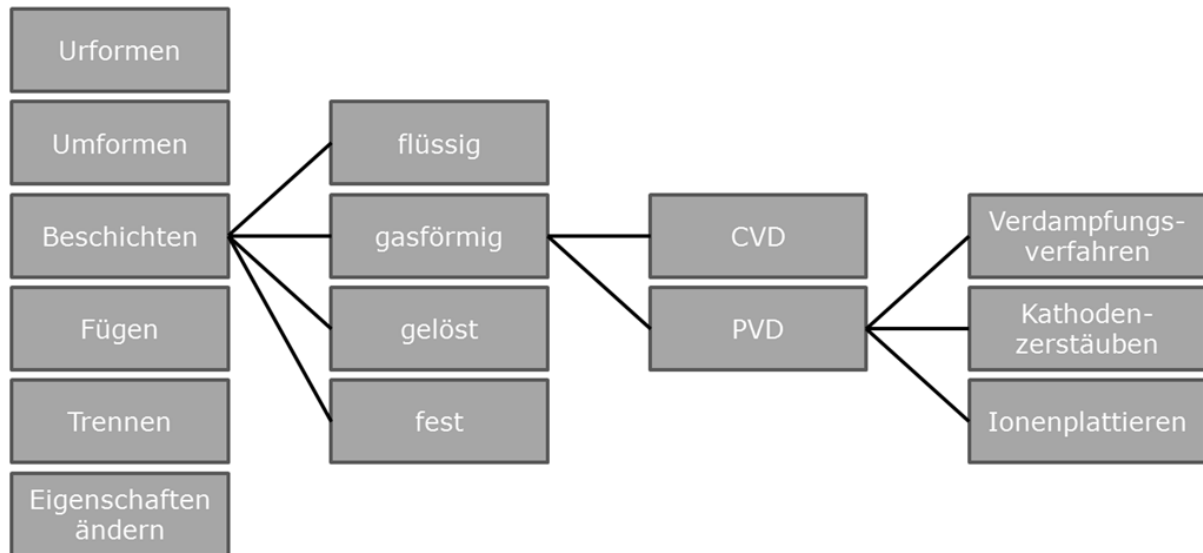 Urformen
Umformen
Beschichten
Fügen
Trennen
Eigenschaften
ändern
flüssig
gasförmig
gelöst
fest
CVD
PVD
Verdampfungs-
verfahren
Kathoden-
zerstäuben
Ionenplattieren